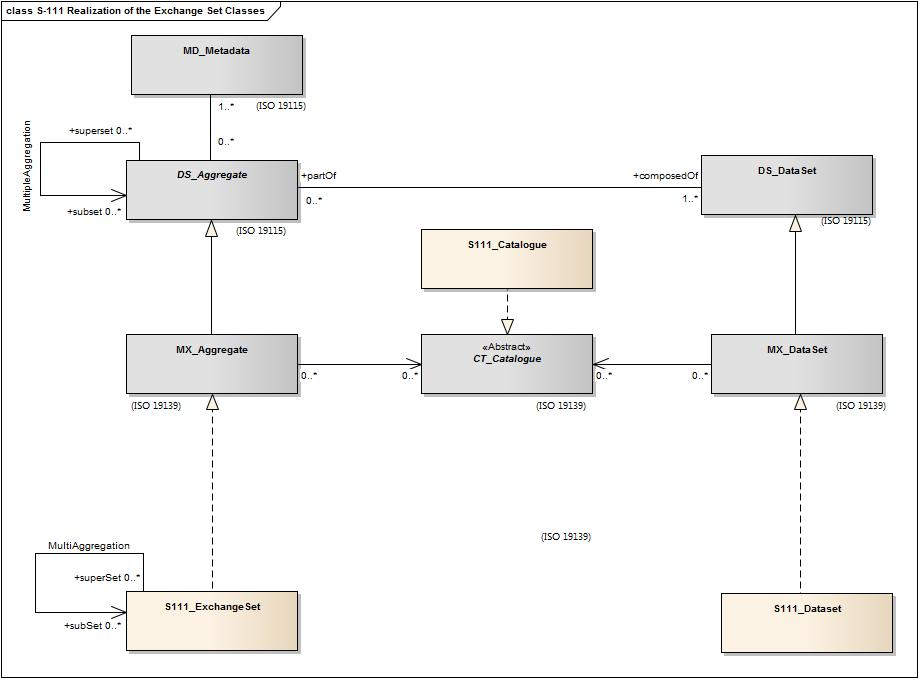 class S-111 Realization of the Exchange Set Classes
MD_Metadata
1..*
(ISO 19115)
0..*
+superset 0..*
MultipleAggregation
+subset 0..*
DS_Aggregate
(ISO 19115)
+partOf
0..*
+composedOf
1..*
DS_DataSet
(ISO 19115)
S111_Catalogue
MX_Aggregate
(ISO 19139)
0..*
0..*
«Abstract»
CT_Catalogue
(ISO 19139)
0..*
0..*
MX_DataSet
(ISO 19139)
(ISO 19139)
MultiAggregation
+superSet 0..*
+subSet 0..*
S111_ExchangeSet
S111_Dataset